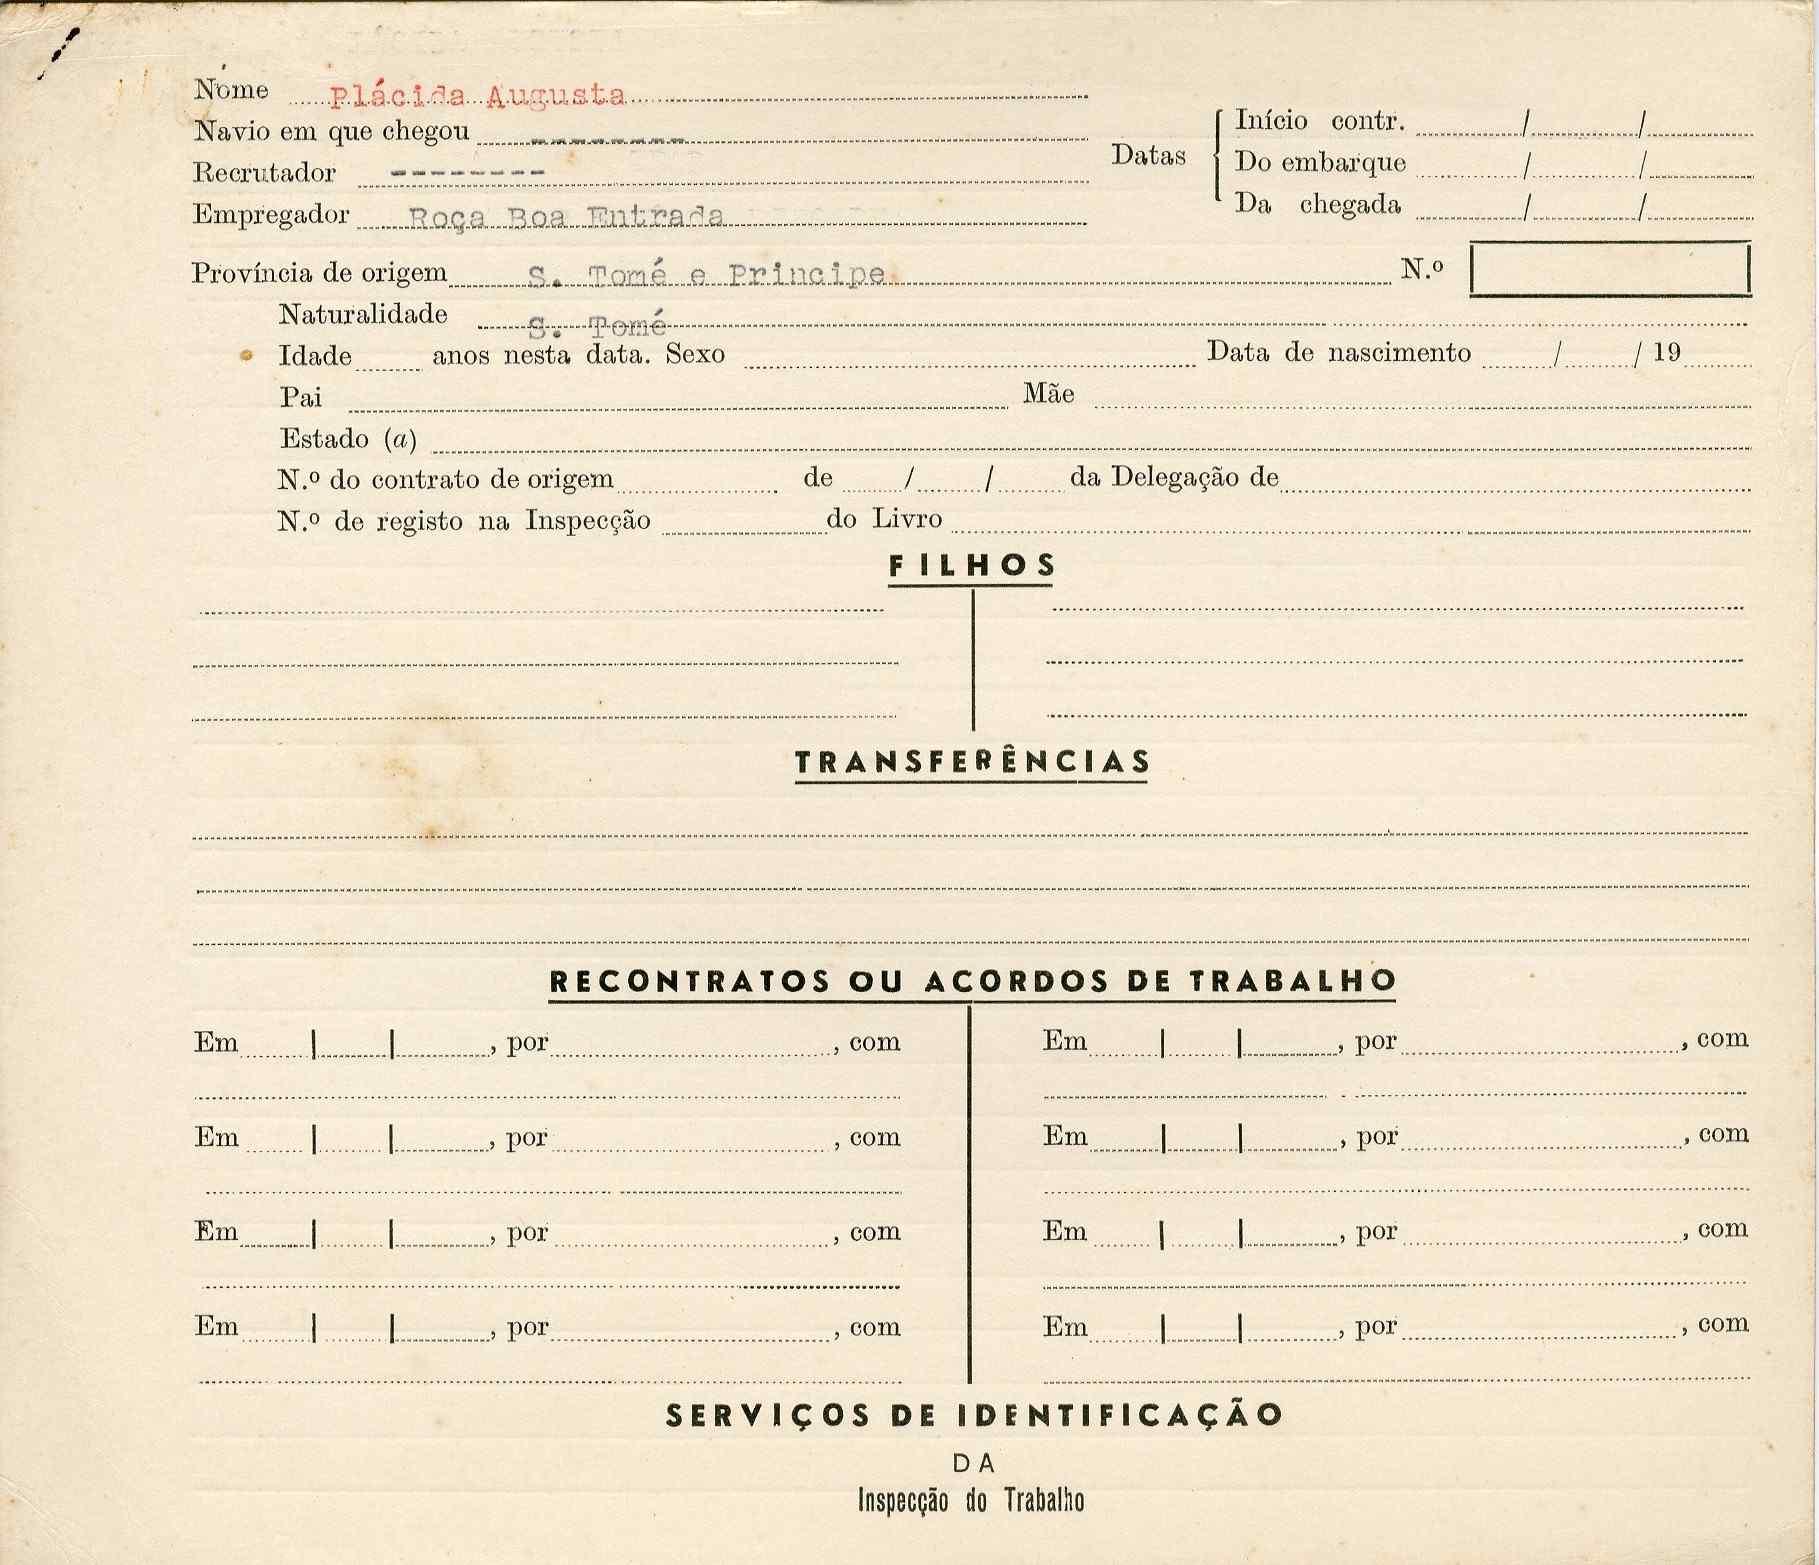 Nome Plácida Augusta
Navio em que chegou --------
Recrutador --------
Empregador Roça Boa Entrada
Datas
Início contr. / /
Do embarque / /
Da chegada / /
Província de origem S. Tomé e Principe N.º
Naturalidade S. Tomé
Idade anos nesta data. Sexo Data de nascimento / / 19
Pai Mãe
Estado (a)
N.º do contrato de origem de / / da Delegação de
N.º de registo na Inspecção do Livro
FILHOS
TRANSFERÊNCIAS
RECONTRATOS OU ACORDOS DE TRABALHO
Em | | , por , com Em | | , por , com
Em | | , por , com Em | | , por , com
Em | | , por , com Em | | , por , com
Em | | , por , com Em | | , por , com
SERVIÇOS DE IDENTIFICAÇÃO
DA
Inspecção do Trabalho